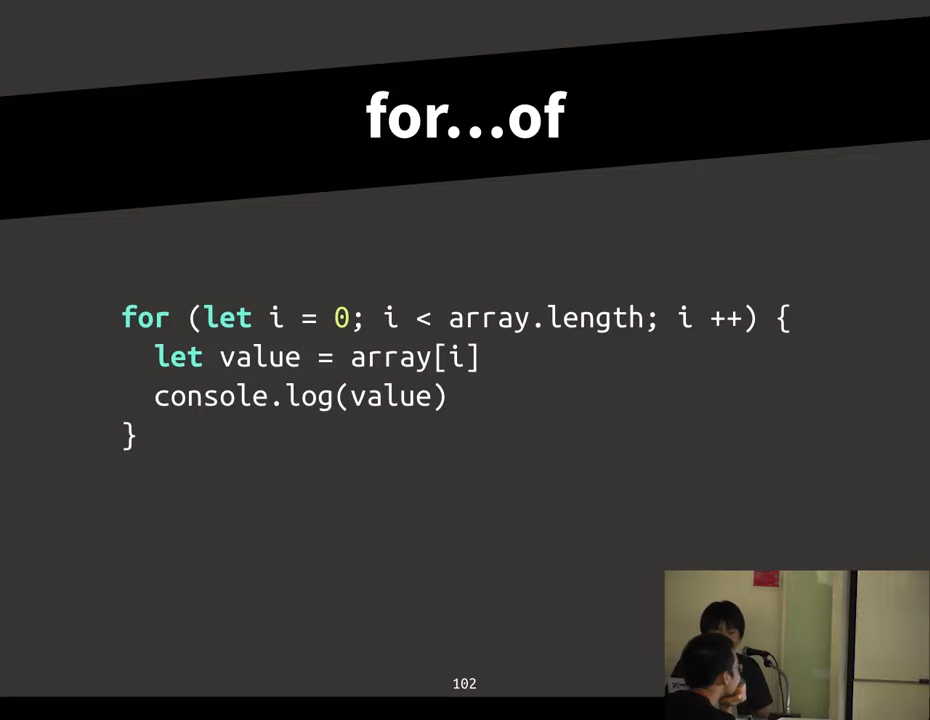 for...of
for (let i = 0; i < array.length; i ++) {
  let value = array[i]
  console.log(value)
}
102